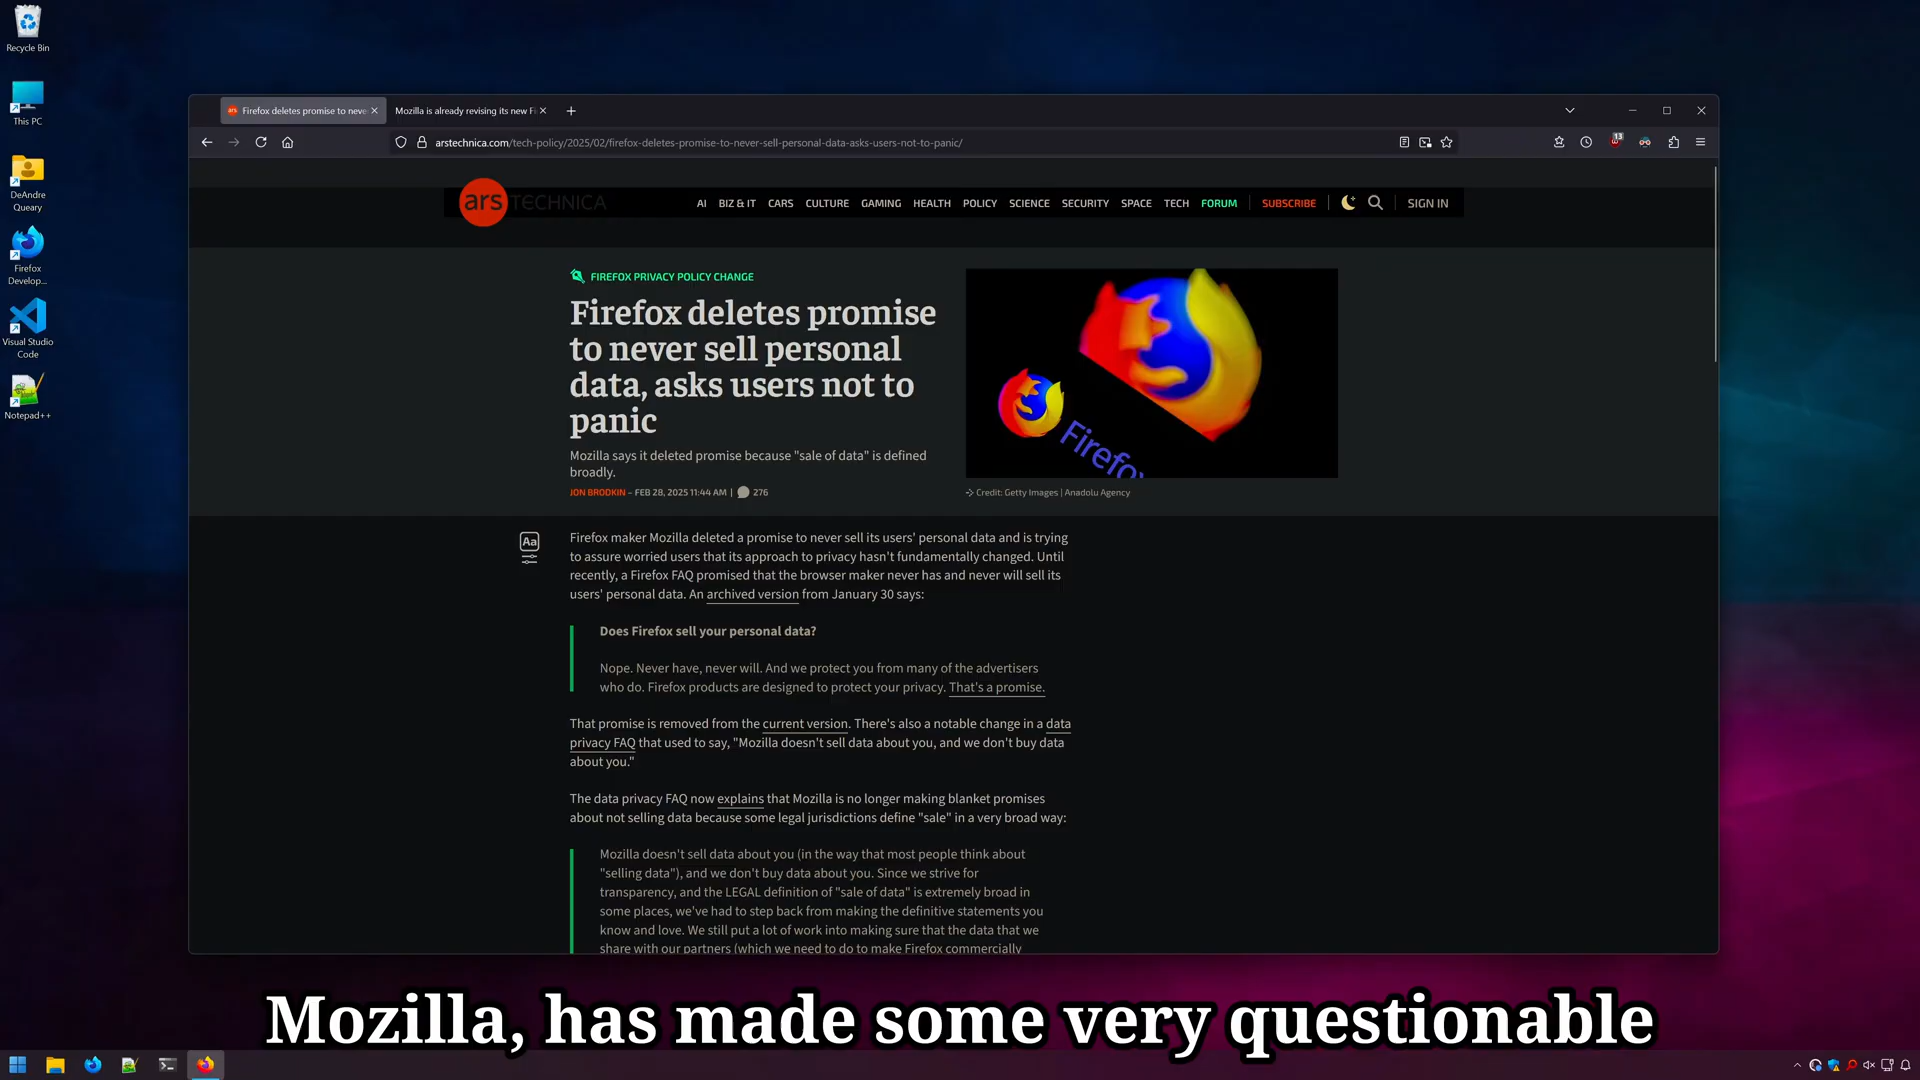 Recycle Bin
This PC
DeAndre
Queary
Firefox
Develop...
Visual Studio
Code
Notepad++
ars Firefox deletes promise to neve
Mozilla is already revising its new Fi
arstechnica.com/tech-policy/2025/02/firefox-deletes-promise-to-never-sell-personal-data-asks-users-not-to-panic/
13
ars TECHNICA
AI BIZ & IT CARS CULTURE GAMING HEALTH POLICY SCIENCE SECURITY SPACE TECH FORUM SUBSCRIBE SIGN IN
FIREFOX PRIVACY POLICY CHANGE
Firefox deletes promise
to never sell personal
data, asks users not to
panic
Mozilla says it deleted promise because "sale of data" is defined
broadly.
JON BRODKIN – FEB 28, 2025 11:44 AM | 276
Firefox
Credit: Getty Images | Anadolu Agency
Aa
Firefox maker Mozilla deleted a promise to never sell its users' personal data and is trying
to assure worried users that its approach to privacy hasn't fundamentally changed. Until
recently, a Firefox FAQ promised that the browser maker never has and never will sell its
users' personal data. An archived version from January 30 says:
Does Firefox sell your personal data?
Nope. Never have, never will. And we protect you from many of the advertisers
who do. Firefox products are designed to protect your privacy. That's a promise.
That promise is removed from the current version. There's also a notable change in a data
privacy FAQ that used to say, "Mozilla doesn't sell data about you, and we don't buy data
about you."
The data privacy FAQ now explains that Mozilla is no longer making blanket promises
about not selling data because some legal jurisdictions define "sale" in a very broad way:
Mozilla doesn't sell data about you (in the way that most people think about
"selling data"), and we don't buy data about you. Since we strive for
transparency, and the LEGAL definition of "sale of data" is extremely broad in
some places, we've had to step back from making the definitive statements you
know and love. We still put a lot of work into making sure that the data that we
share with our partners (which we need to do to make Firefox commercially
Mozilla, has made some very questionable